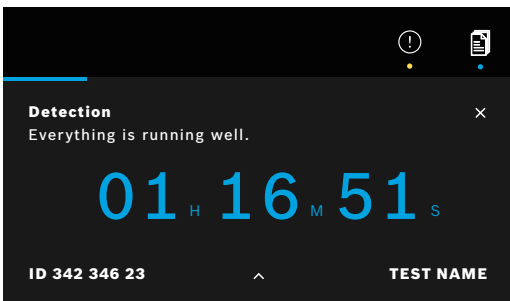 Detection
Everything is running well.
01 H 16 M 51 S
ID 342 346 23
TEST NAME